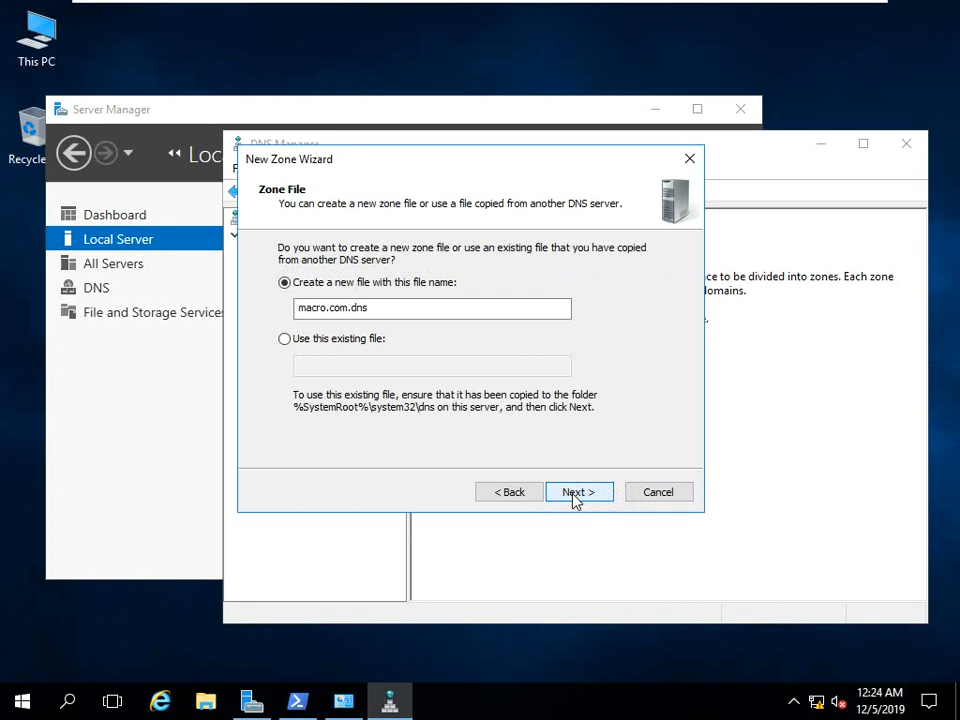 This PC
Recycle
Server Manager
Loc
Dashboard
Local Server
All Servers
DNS
File and Storage Services
DNS Manager
New Zone Wizard
Zone File
You can create a new zone file or use a file copied from another DNS server.
Do you want to create a new zone file or use an existing file that you have copied
from another DNS server?
Create a new file with this file name:
macro.com.dns
Use this existing file:
To use this existing file, ensure that it has been copied to the folder
%SystemRoot%\system32\dns on this server, and then click Next.
< Back
Next >
Cancel
ce to be divided into zones. Each zone
omains.
12:24 AM
12/5/2019